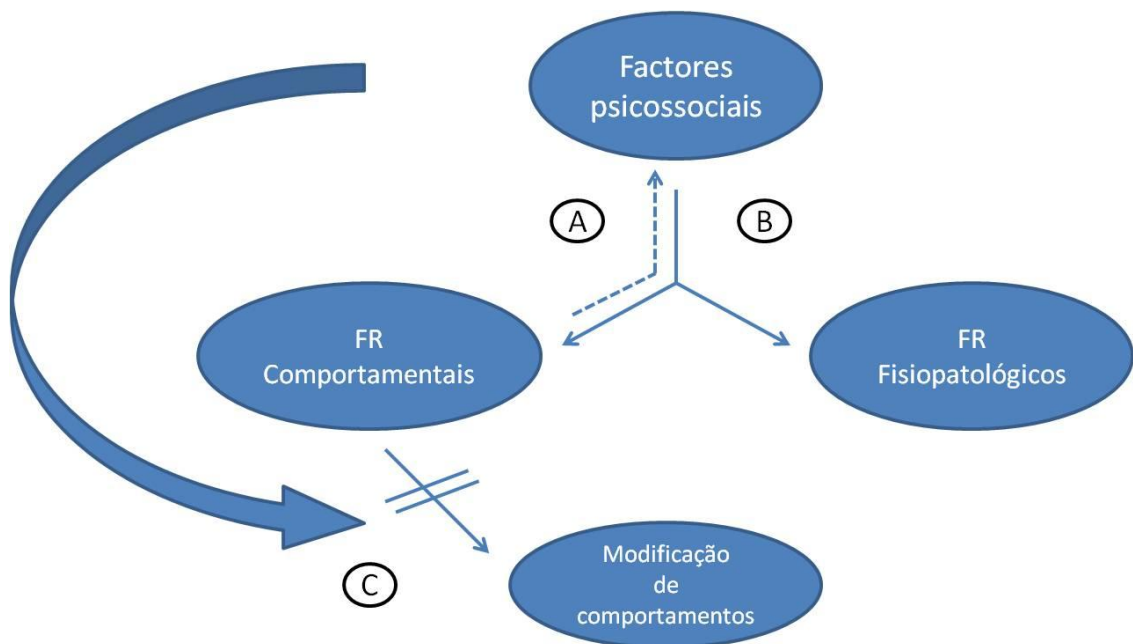 Factores
psicossociais
A
B
FR
Comportamentais
FR
Fisiopatológicos
Modificação
de
comportamentos
C